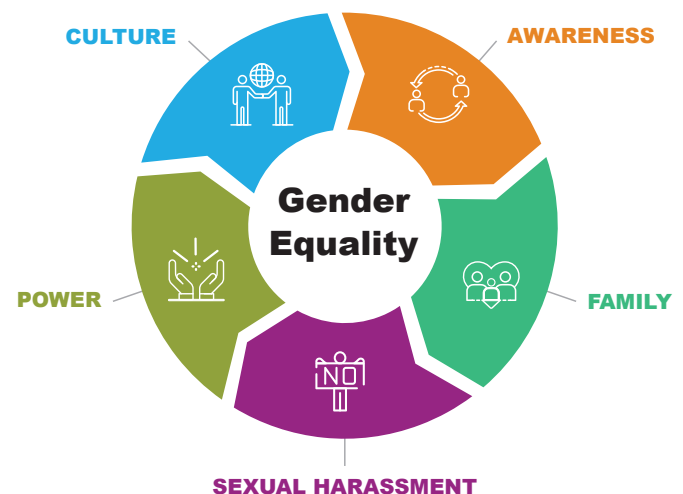 CULTURE
AWARENESS
Gender
Equality
POWER
FAMILY
NO
SEXUAL HARASSMENT